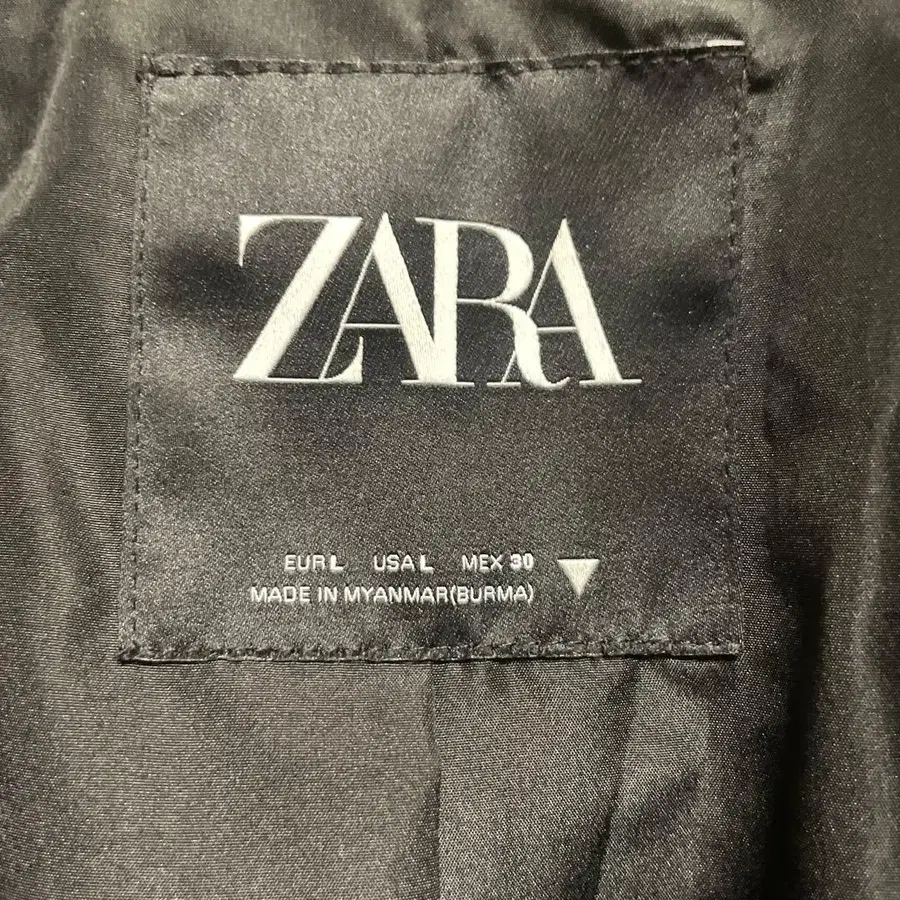 ZARA
EUR L USA L MEX 30
MADE IN MYANMAR(BURMA)